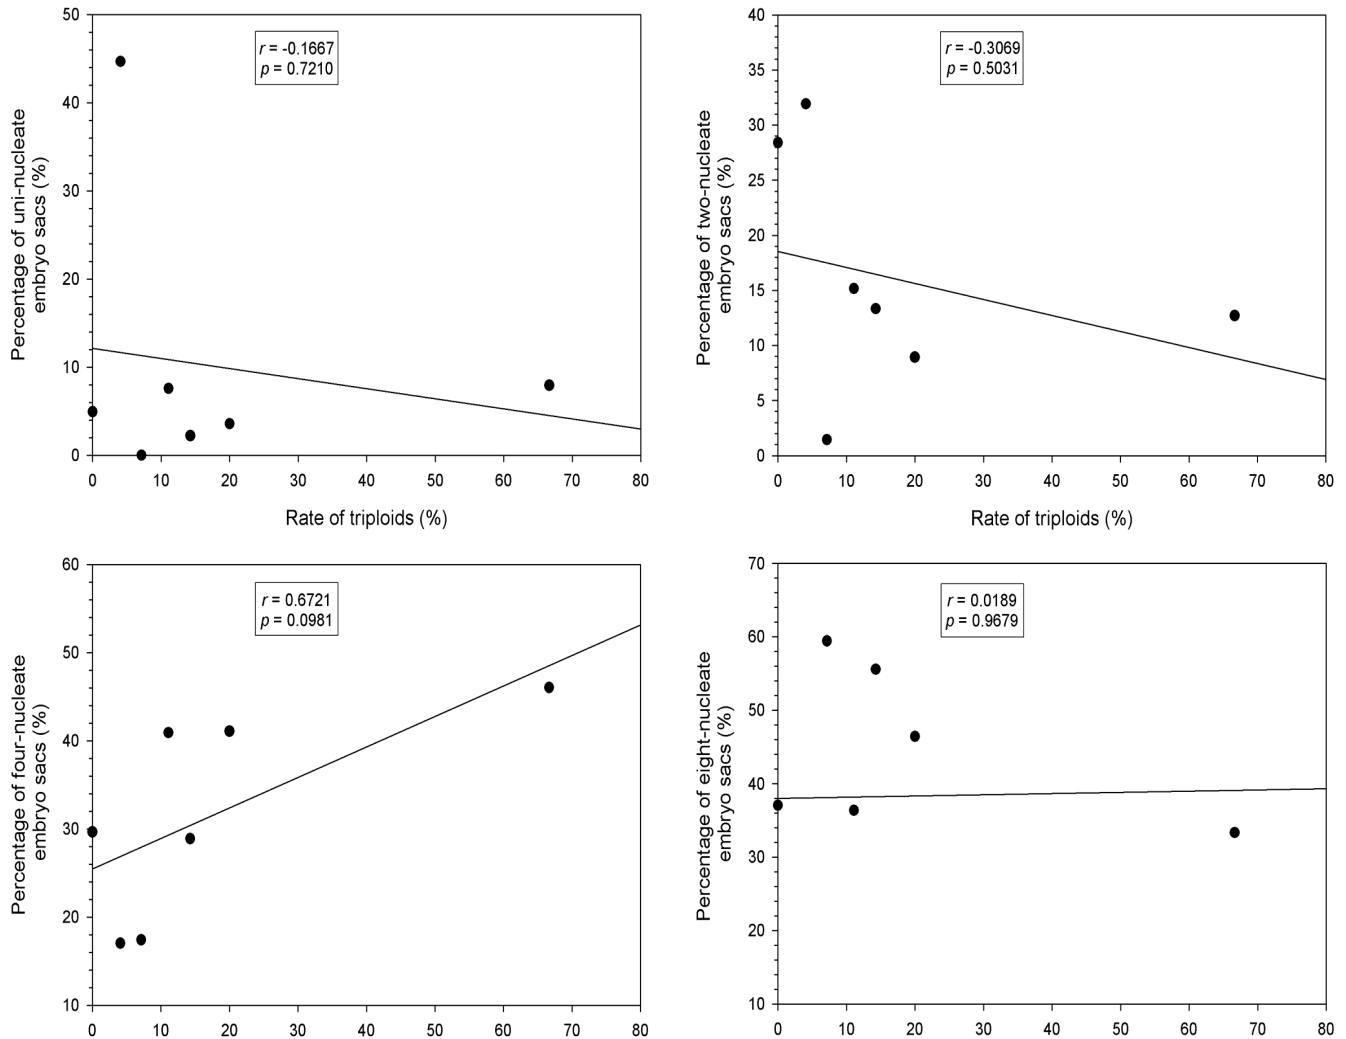 r = -0.1667
p = 0.7210
Percentage of uni-nucleate
embryo sacs (%)
50
40
30
20
10
0
0 10 20 30 40 50 60 70 80
Rate of triploids (%)
r = -0.3069
p = 0.5031
Percentage of two-nucleate
embryo sacs (%)
40
35
30
25
20
15
10
5
0
0 10 20 30 40 50 60 70 80
Rate of triploids (%)
r = 0.6721
p = 0.0981
Percentage of four-nucleate
embryo sacs (%)
60
50
40
30
20
10
0 10 20 30 40 50 60 70 80
r = 0.0189
p = 0.9679
Percentage of eight-nucleate
embryo sacs (%)
70
60
50
40
30
20
10
0 10 20 30 40 50 60 70 80